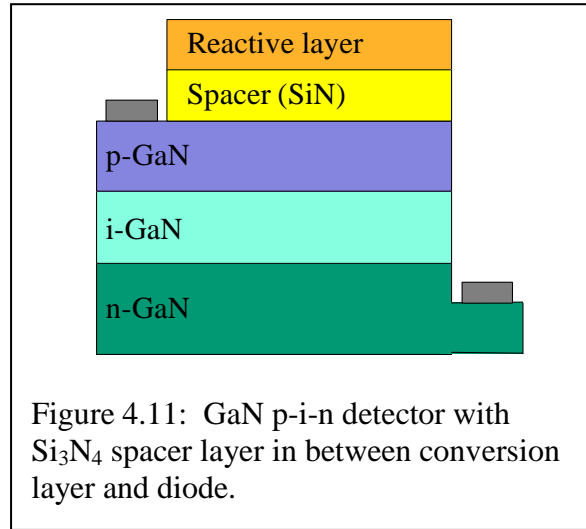 Reactive layer
Spacer (SiN)
p-GaN
i-GaN
n-GaN
Figure 4.11:  GaN p-i-n detector with
Si₃N₄ spacer layer in between conversion
layer and diode.